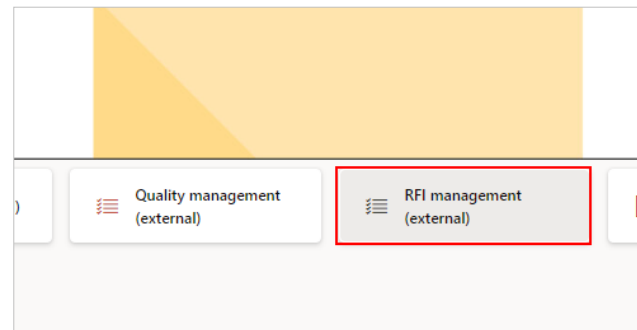 )
Quality management
(external)
RFI management
(external)